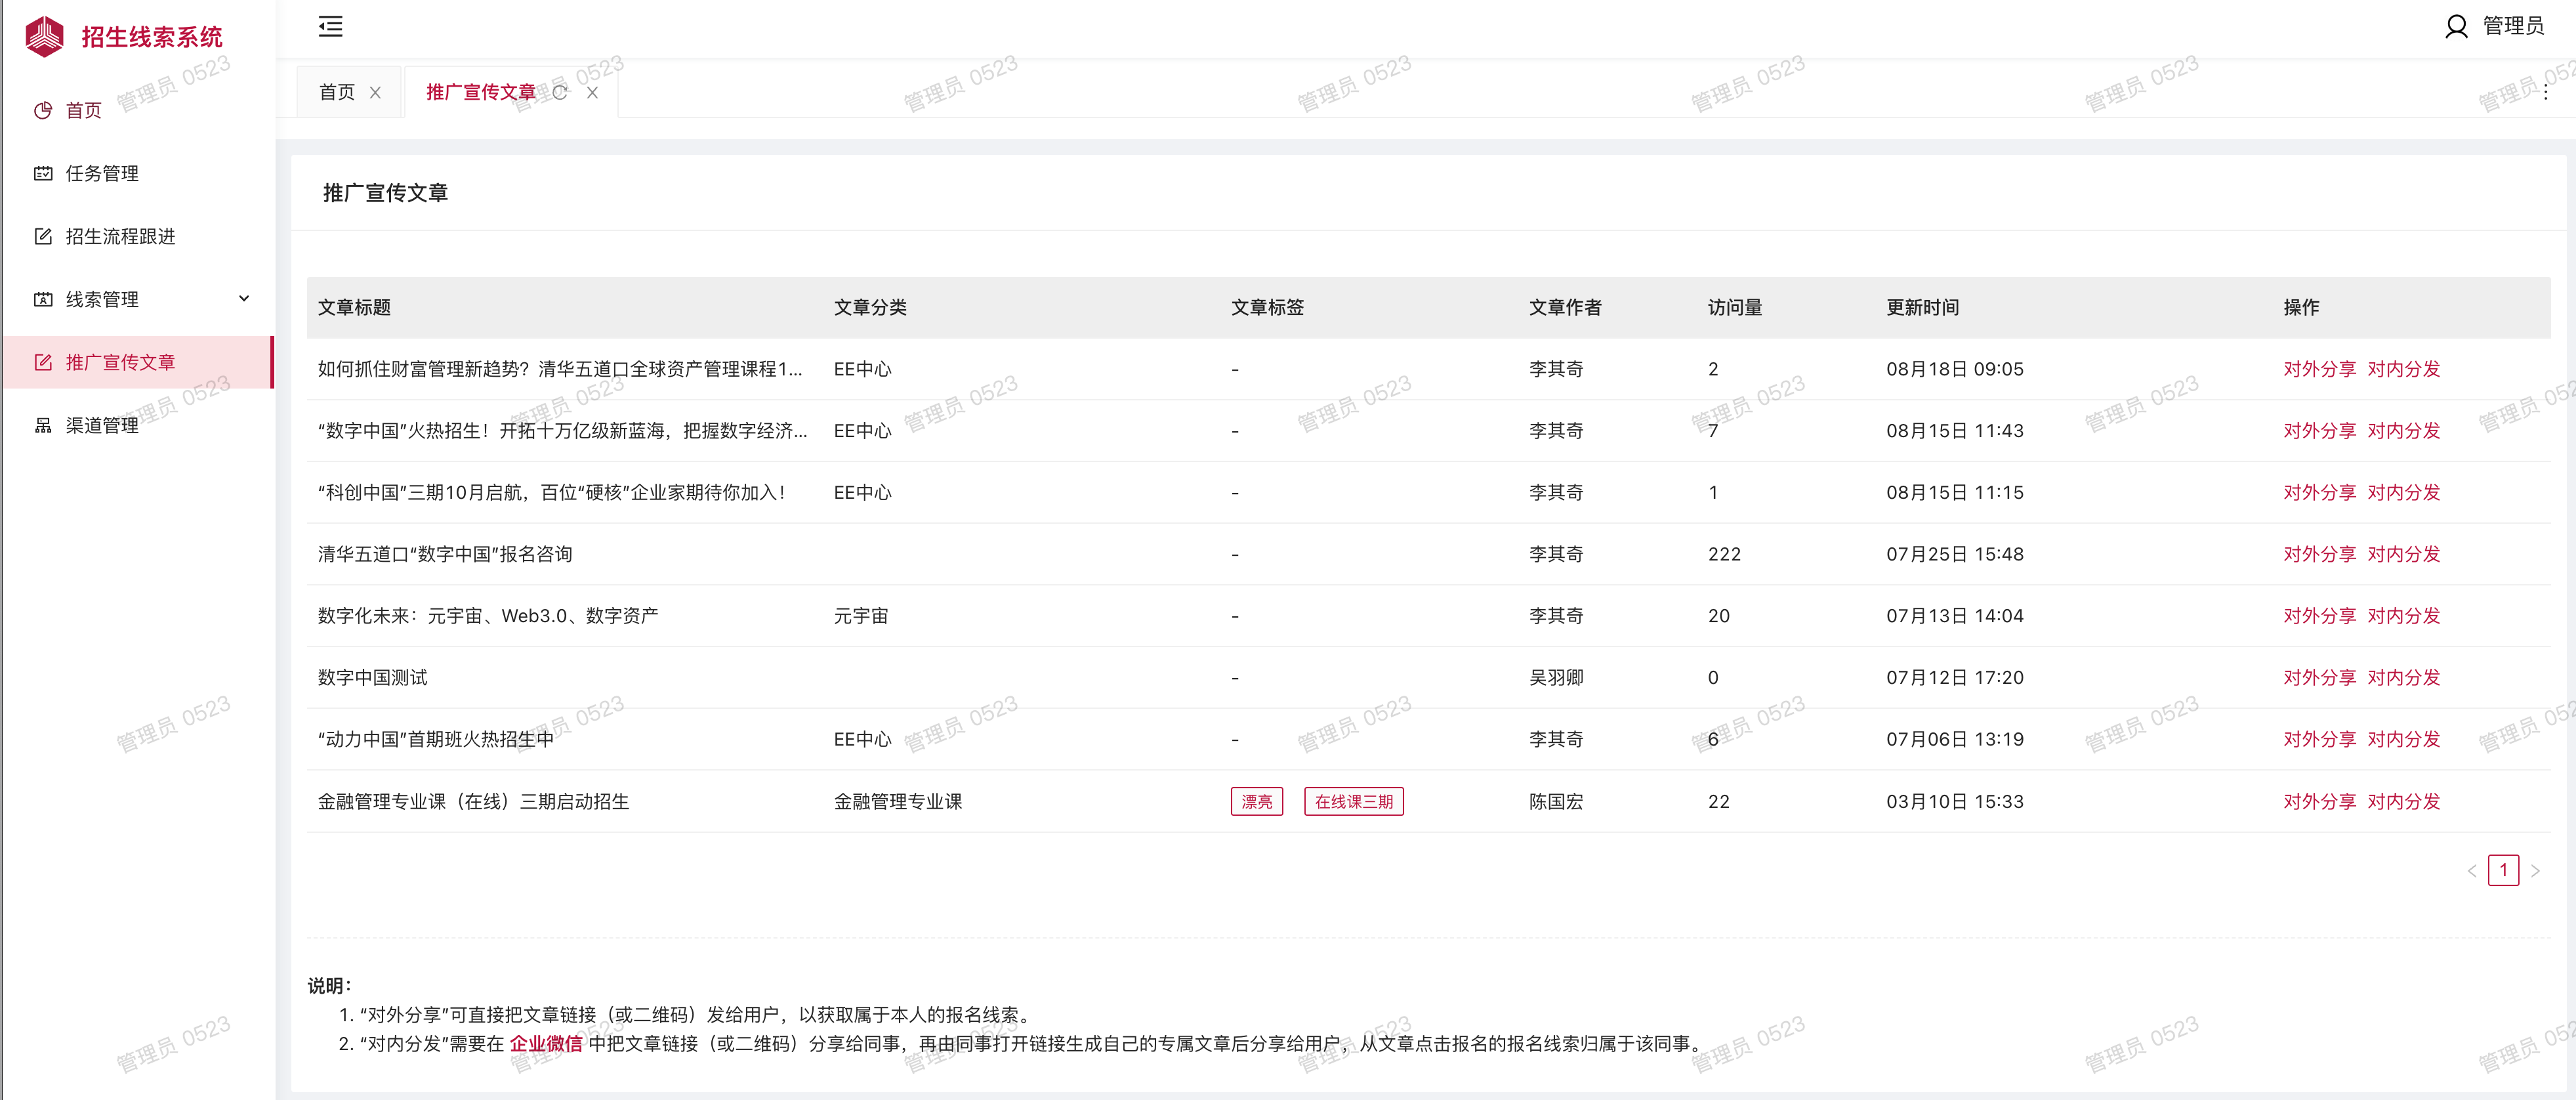 招生线索系统
管理员
首页
首页
推广宣传文章
任务管理
招生流程跟进
线索管理
推广宣传文章
渠道管理
推广宣传文章
文章标题 文章分类 文章标签 文章作者 访问量 更新时间 操作
如何抓住财富管理新趋势？清华五道口全球资产管理课程1... EE中心 - 李其奇 2 08月18日 09:05 对外分享 对内分发
“数字中国”火热招生！开拓十万亿级新蓝海，把握数字经济... EE中心 - 李其奇 7 08月15日 11:43 对外分享 对内分发
“科创中国”三期10月启航，百位“硬核”企业家期待你加入！ EE中心 - 李其奇 1 08月15日 11:15 对外分享 对内分发
清华五道口“数字中国”报名咨询 - 李其奇 222 07月25日 15:48 对外分享 对内分发
数字化未来：元宇宙、Web3.0、数字资产 元宇宙 - 李其奇 20 07月13日 14:04 对外分享 对内分发
数字中国测试 - 吴羽卿 0 07月12日 17:20 对外分享 对内分发
“动力中国”首期班火热招生中 EE中心 - 李其奇 6 07月06日 13:19 对外分享 对内分发
金融管理专业课（在线）三期启动招生 金融管理专业课 漂亮 在线课三期 陈国宏 22 03月10日 15:33 对外分享 对内分发
1
说明：
1. “对外分享”可直接把文章链接（或二维码）发给用户，以获取属于本人的报名线索。
2. “对内分发”需要在 企业微信 中把文章链接（或二维码）分享给同事，再由同事打开链接生成自己的专属文章后分享给用户，从文章点击报名的报名线索归属于该同事。
管理员 0523